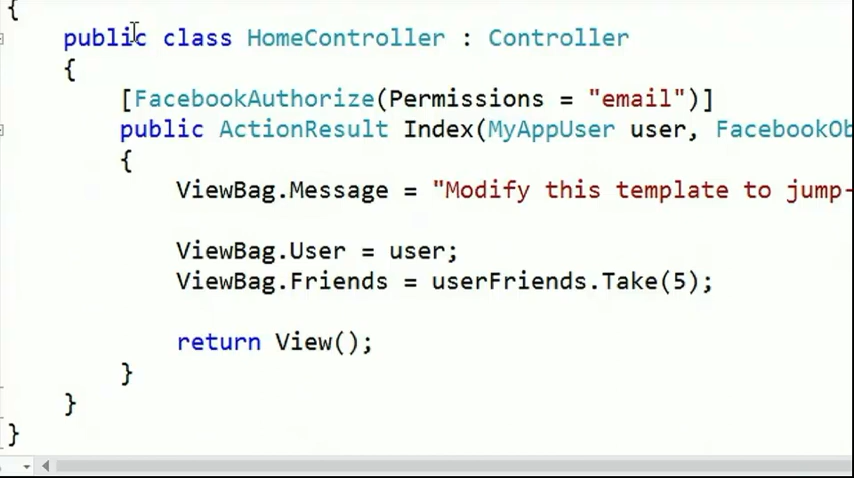 {
public class HomeController : Controller
{
[FacebookAuthorize(Permissions = "email")]
public ActionResult Index(MyAppUser user, FacebookOb
{
ViewBag.Message = "Modify this template to jump-
ViewBag.User = user;
ViewBag.Friends = userFriends.Take(5);
return View();
}
}
}